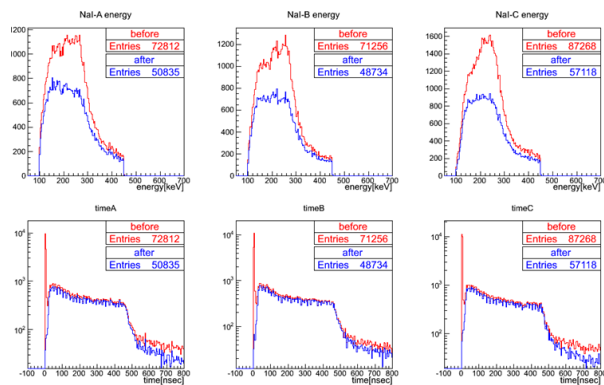 NaI-A energy
before
Entries 72812
after
Entries 50835
1200
1000
800
600
400
200
0
0 100 200 300 400 500 600 700
energy[keV]
NaI-B energy
before
Entries 71256
after
Entries 48734
1200
1000
800
600
400
200
0
0 100 200 300 400 500 600 700
energy[keV]
NaI-C energy
before
Entries 87268
after
Entries 57118
1600
1400
1200
1000
800
600
400
200
0
0 100 200 300 400 500 600 700
energy[keV]
timeA
before
Entries 72812
after
Entries 50835
10⁴
10³
10²
-100 0 100 200 300 400 500 600 700 800
time[nsec]
timeB
before
Entries 71256
after
Entries 48734
10⁴
10³
10²
-100 0 100 200 300 400 500 600 700 800
time[nsec]
timeC
before
Entries 87268
after
Entries 57118
10⁴
10³
10²
-100 0 100 200 300 400 500 600 700 800
time[nsec]